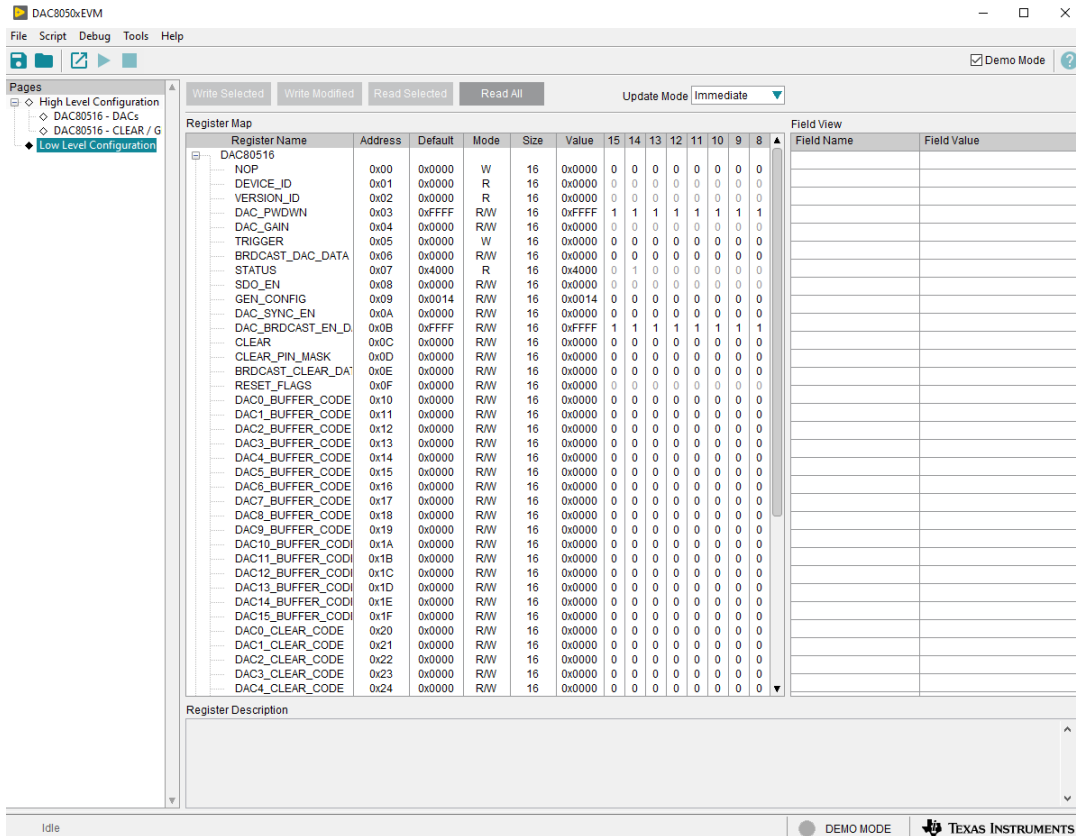 DAC8050xEVM
File Script Debug Tools Help
Demo Mode
Pages
High Level Configuration
DAC80516 - DACs
DAC80516 - CLEAR / G
Low Level Configuration
Write Selected Write Modified Read Selected Read All Update Mode Immediate
Register Map
Register Name Address Default Mode Size Value 15 14 13 12 11 10 9 8
DAC80516
NOP 0x00 0x0000 W 16 0x0000 0 0 0 0 0 0 0 0
DEVICE_ID 0x01 0x0000 R 16 0x0000 0 0 0 0 0 0 0 0
VERSION_ID 0x02 0x0000 R 16 0x0000 0 0 0 0 0 0 0 0
DAC_PWDWN 0x03 0xFFFF R/W 16 0xFFFF 1 1 1 1 1 1 1 1
DAC_GAIN 0x04 0x0000 R/W 16 0x0000 0 0 0 0 0 0 0 0
TRIGGER 0x05 0x0000 W 16 0x0000 0 0 0 0 0 0 0 0
BRDCAST_DAC_DATA 0x06 0x0000 R/W 16 0x0000 0 0 0 0 0 0 0 0
STATUS 0x07 0x4000 R 16 0x4000 0 1 0 0 0 0 0 0
SDO_EN 0x08 0x0000 R/W 16 0x0000 0 0 0 0 0 0 0 0
GEN_CONFIG 0x09 0x0014 R/W 16 0x0014 0 0 0 0 0 0 0 0
DAC_SYNC_EN 0x0A 0x0000 R/W 16 0x0000 0 0 0 0 0 0 0 0
DAC_BRDCAST_EN_D 0x0B 0xFFFF R/W 16 0xFFFF 1 1 1 1 1 1 1 1
CLEAR 0x0C 0x0000 R/W 16 0x0000 0 0 0 0 0 0 0 0
CLEAR_PIN_MASK 0x0D 0x0000 R/W 16 0x0000 0 0 0 0 0 0 0 0
BRDCAST_CLEAR_DAT 0x0E 0x0000 R/W 16 0x0000 0 0 0 0 0 0 0 0
RESET_FLAGS 0x0F 0x0000 R/W 16 0x0000 0 0 0 0 0 0 0 0
DAC0_BUFFER_CODE 0x10 0x0000 R/W 16 0x0000 0 0 0 0 0 0 0 0
DAC1_BUFFER_CODE 0x11 0x0000 R/W 16 0x0000 0 0 0 0 0 0 0 0
DAC2_BUFFER_CODE 0x12 0x0000 R/W 16 0x0000 0 0 0 0 0 0 0 0
DAC3_BUFFER_CODE 0x13 0x0000 R/W 16 0x0000 0 0 0 0 0 0 0 0
DAC4_BUFFER_CODE 0x14 0x0000 R/W 16 0x0000 0 0 0 0 0 0 0 0
DAC5_BUFFER_CODE 0x15 0x0000 R/W 16 0x0000 0 0 0 0 0 0 0 0
DAC6_BUFFER_CODE 0x16 0x0000 R/W 16 0x0000 0 0 0 0 0 0 0 0
DAC7_BUFFER_CODE 0x17 0x0000 R/W 16 0x0000 0 0 0 0 0 0 0 0
DAC8_BUFFER_CODE 0x18 0x0000 R/W 16 0x0000 0 0 0 0 0 0 0 0
DAC9_BUFFER_CODE 0x19 0x0000 R/W 16 0x0000 0 0 0 0 0 0 0 0
DAC10_BUFFER_CODI 0x1A 0x0000 R/W 16 0x0000 0 0 0 0 0 0 0 0
DAC11_BUFFER_CODI 0x1B 0x0000 R/W 16 0x0000 0 0 0 0 0 0 0 0
DAC12_BUFFER_CODI 0x1C 0x0000 R/W 16 0x0000 0 0 0 0 0 0 0 0
DAC13_BUFFER_CODI 0x1D 0x0000 R/W 16 0x0000 0 0 0 0 0 0 0 0
DAC14_BUFFER_CODI 0x1E 0x0000 R/W 16 0x0000 0 0 0 0 0 0 0 0
DAC15_BUFFER_CODI 0x1F 0x0000 R/W 16 0x0000 0 0 0 0 0 0 0 0
DAC0_CLEAR_CODE 0x20 0x0000 R/W 16 0x0000 0 0 0 0 0 0 0 0
DAC1_CLEAR_CODE 0x21 0x0000 R/W 16 0x0000 0 0 0 0 0 0 0 0
DAC2_CLEAR_CODE 0x22 0x0000 R/W 16 0x0000 0 0 0 0 0 0 0 0
DAC3_CLEAR_CODE 0x23 0x0000 R/W 16 0x0000 0 0 0 0 0 0 0 0
DAC4_CLEAR_CODE 0x24 0x0000 R/W 16 0x0000 0 0 0 0 0 0 0 0
Field View
Field Name Field Value
Register Description
Idle
DEMO MODE
TEXAS INSTRUMENTS